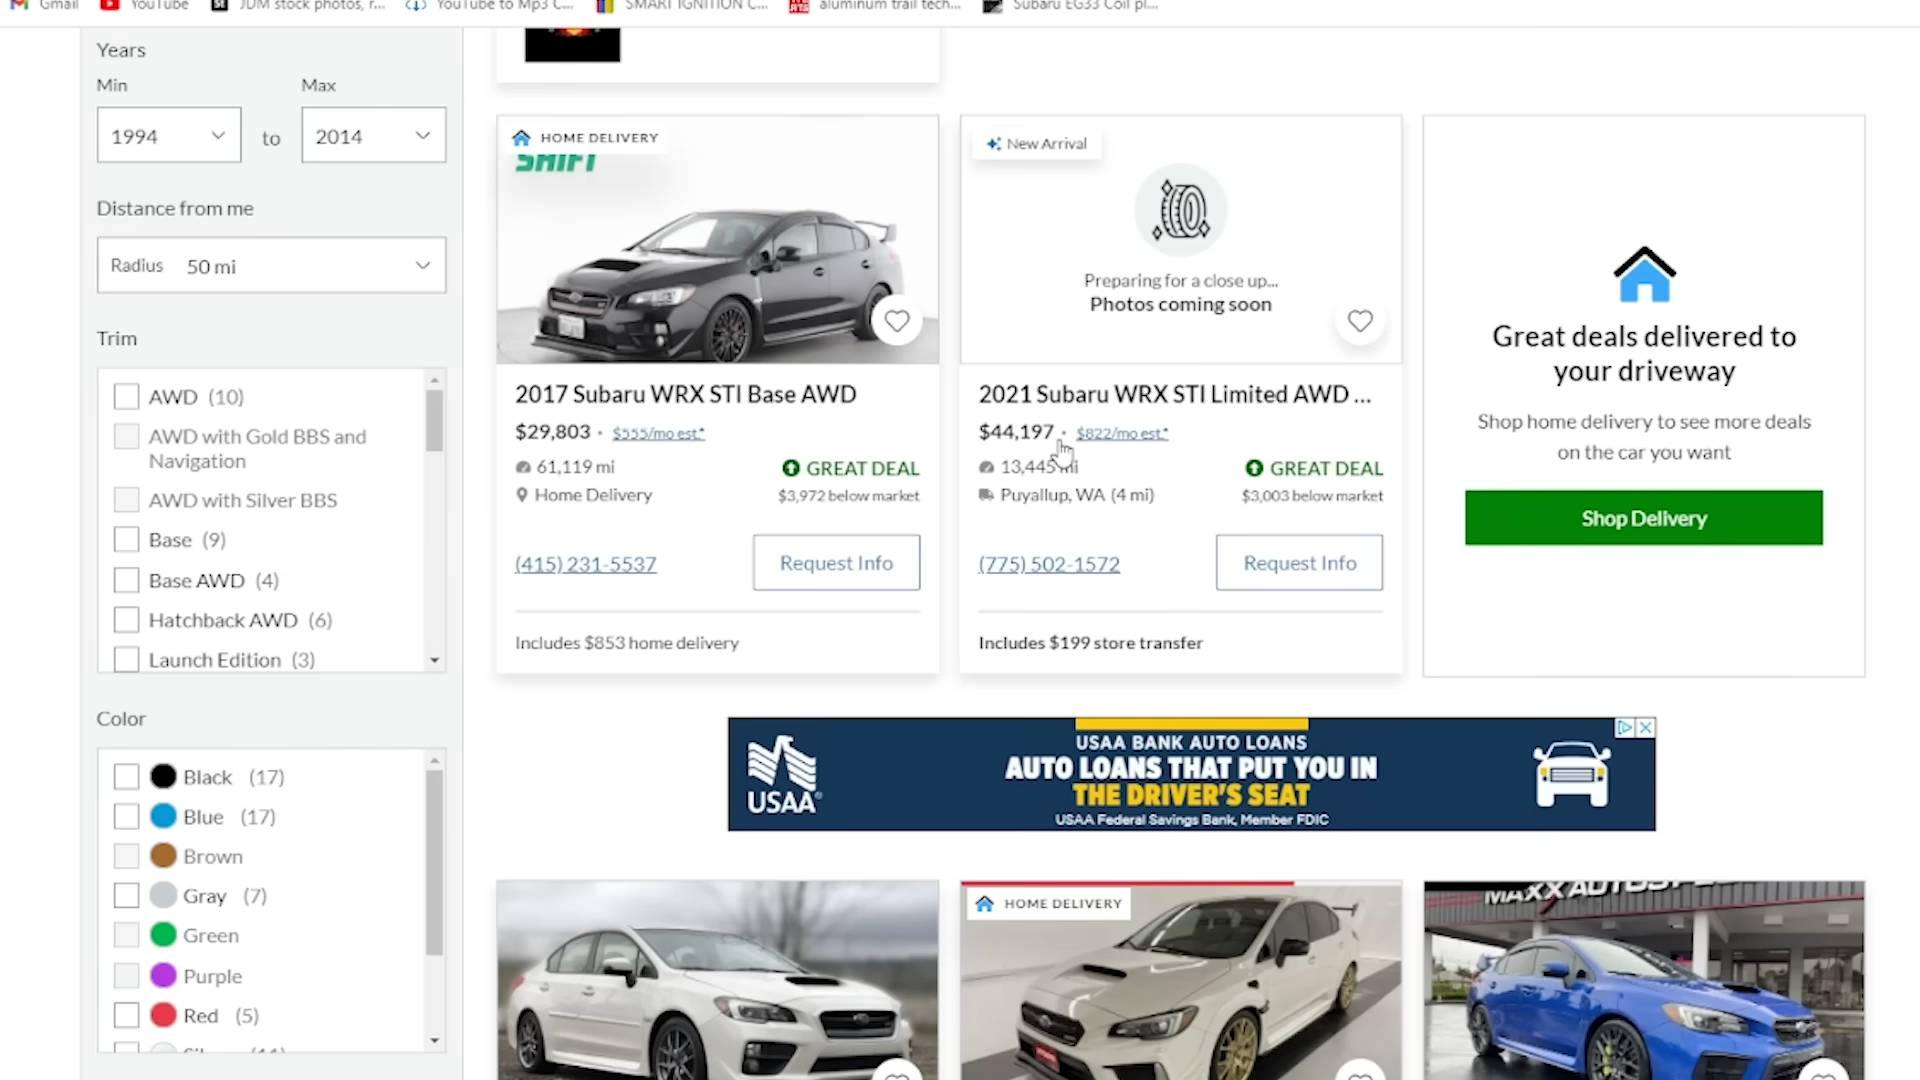 Gmail
YouTube
JDM stock photos, r...
YouTube to Mp3 C...
SMART IGNITION C...
aluminum trail tech...
Subaru EG33 Coil pl...
Years
Min
Max
1994
to
2014
Distance from me
Radius 50 mi
Trim
AWD (10)
AWD with Gold BBS and
Navigation
AWD with Silver BBS
Base (9)
Base AWD (4)
Hatchback AWD (6)
Launch Edition (3)
Color
Black (17)
Blue (17)
Brown
Gray (7)
Green
Purple
Red (5)
HOME DELIVERY
SHIFT
2017 Subaru WRX STI Base AWD
$29,803 · $555/mo est.*
61,119 mi
GREAT DEAL
Home Delivery
$3,972 below market
(415) 231-5537
Request Info
Includes $853 home delivery
New Arrival
Preparing for a close up...
Photos coming soon
2021 Subaru WRX STI Limited AWD ...
$44,197 · $822/mo est.*
13,445 mi
GREAT DEAL
Puyallup, WA (4 mi)
$3,003 below market
(775) 502-1572
Request Info
Includes $199 store transfer
Great deals delivered to
your driveway
Shop home delivery to see more deals
on the car you want
Shop Delivery
USAA®
USAA BANK AUTO LOANS
AUTO LOANS THAT PUT YOU IN
THE DRIVER'S SEAT
USAA Federal Savings Bank, Member FDIC
HOME DELIVERY